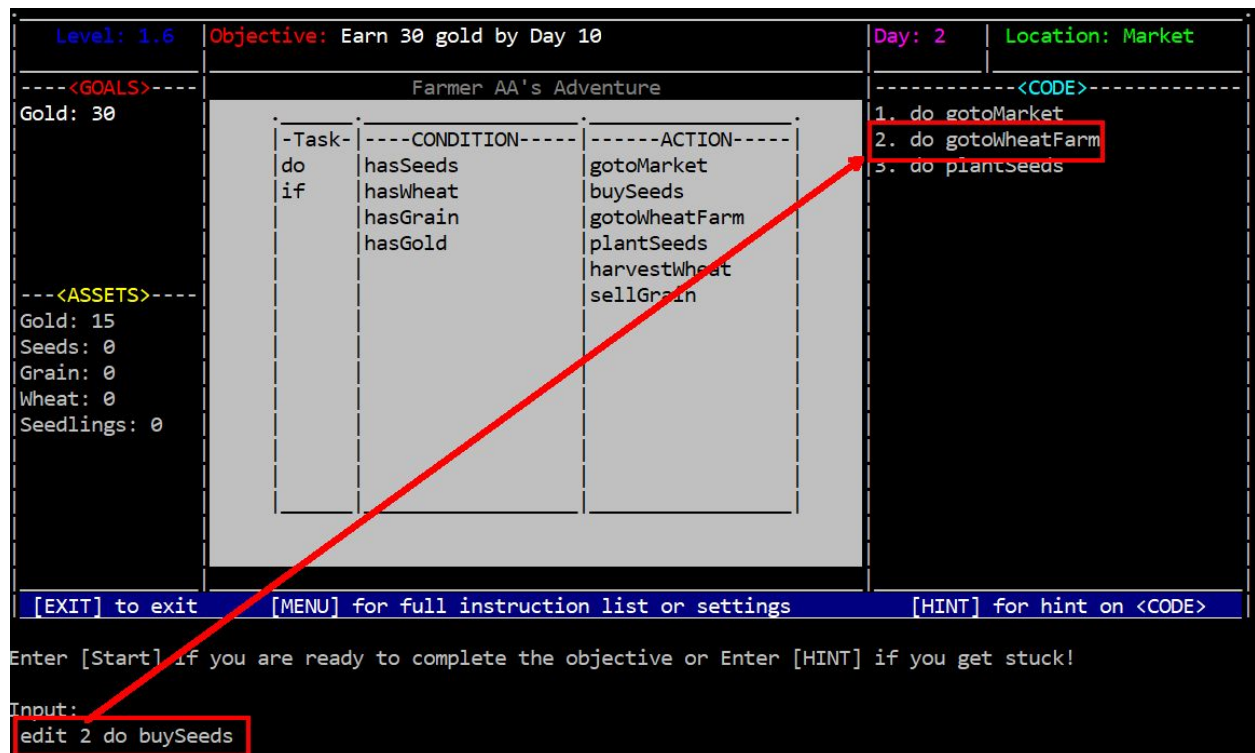 Level: 1.6 Objective: Earn 30 gold by Day 10 Day: 2 Location: Market
----<GOALS>---- Farmer AA's Adventure ------------<CODE>-------------
Gold: 30 1. do gotoMarket
-Task- ----CONDITION----- ------ACTION----- 2. do gotoWheatFarm
do hasSeeds gotoMarket 3. do plantSeeds
if hasWheat buySeeds
hasGrain gotoWheatFarm
hasGold plantSeeds
harvestWheat
---<ASSETS>---- sellGrain
Gold: 15
Seeds: 0
Grain: 0
Wheat: 0
Seedlings: 0
[EXIT] to exit [MENU] for full instruction list or settings [HINT] for hint on <CODE>
Enter [Start] if you are ready to complete the objective or Enter [HINT] if you get stuck!
Input:
edit 2 do buySeeds